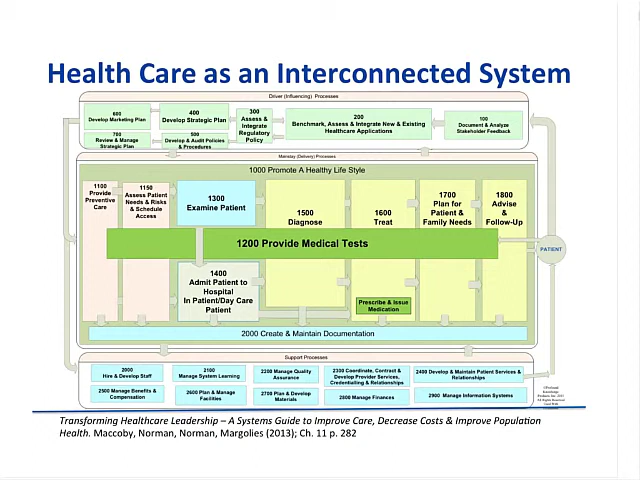 Health Care as an Interconnected System
Driver (Influencing) Processes
600
Develop Marketing Plan
400
Develop Strategic Plan
300
Assess &
Integrate
Regulatory
Policy
200
Benchmark, Assess & Integrate New & Existing
Healthcare Applications
100
Document & Analyze
Stakeholder Feedback
700
Review & Manage
Strategic Plan
500
Develop & Audit Policies
& Procedures
Mainstay (Delivery) Processes
1000 Promote A Healthy Life Style
1100
Provide
Preventive
Care
1150
Assess Patient
Needs & Risks
& Schedule
Access
1300
Examine Patient
1500
Diagnose
1600
Treat
1700
Plan for
Patient &
Family Needs
1800
Advise
&
Follow-Up
1200 Provide Medical Tests
PATIENT
1400
Admit Patient to
Hospital
In Patient/Day Care
Patient
Prescribe & Issue
Medication
2000 Create & Maintain Documentation
Support Processes
2000
Hire & Develop Staff
2100
Manage System Learning
2200 Manage Quality
Assurance
2300 Coordinate, Contract &
Develop Provider Services,
Credentialing & Relationships
2400 Develop & Maintain Patient Services &
Relationships
2500 Manage Benefits &
Compensation
2600 Plan & Manage
Facilities
2700 Plan & Develop
Materials
2800 Manage Finances
2900 Manage Information Systems
Transforming Healthcare Leadership – A Systems Guide to Improve Care, Decrease Costs & Improve Population
Health. Maccoby, Norman, Norman, Margolies (2013); Ch. 11 p. 282